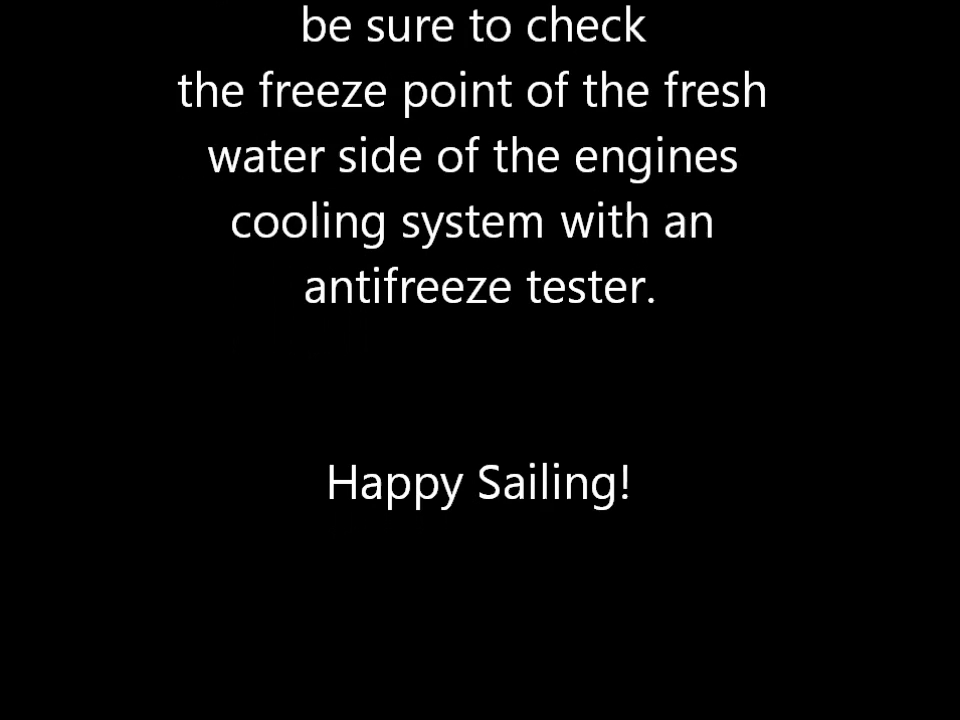 be sure to check
the freeze point of the fresh
water side of the engines
cooling system with an
antifreeze tester.
Happy Sailing!